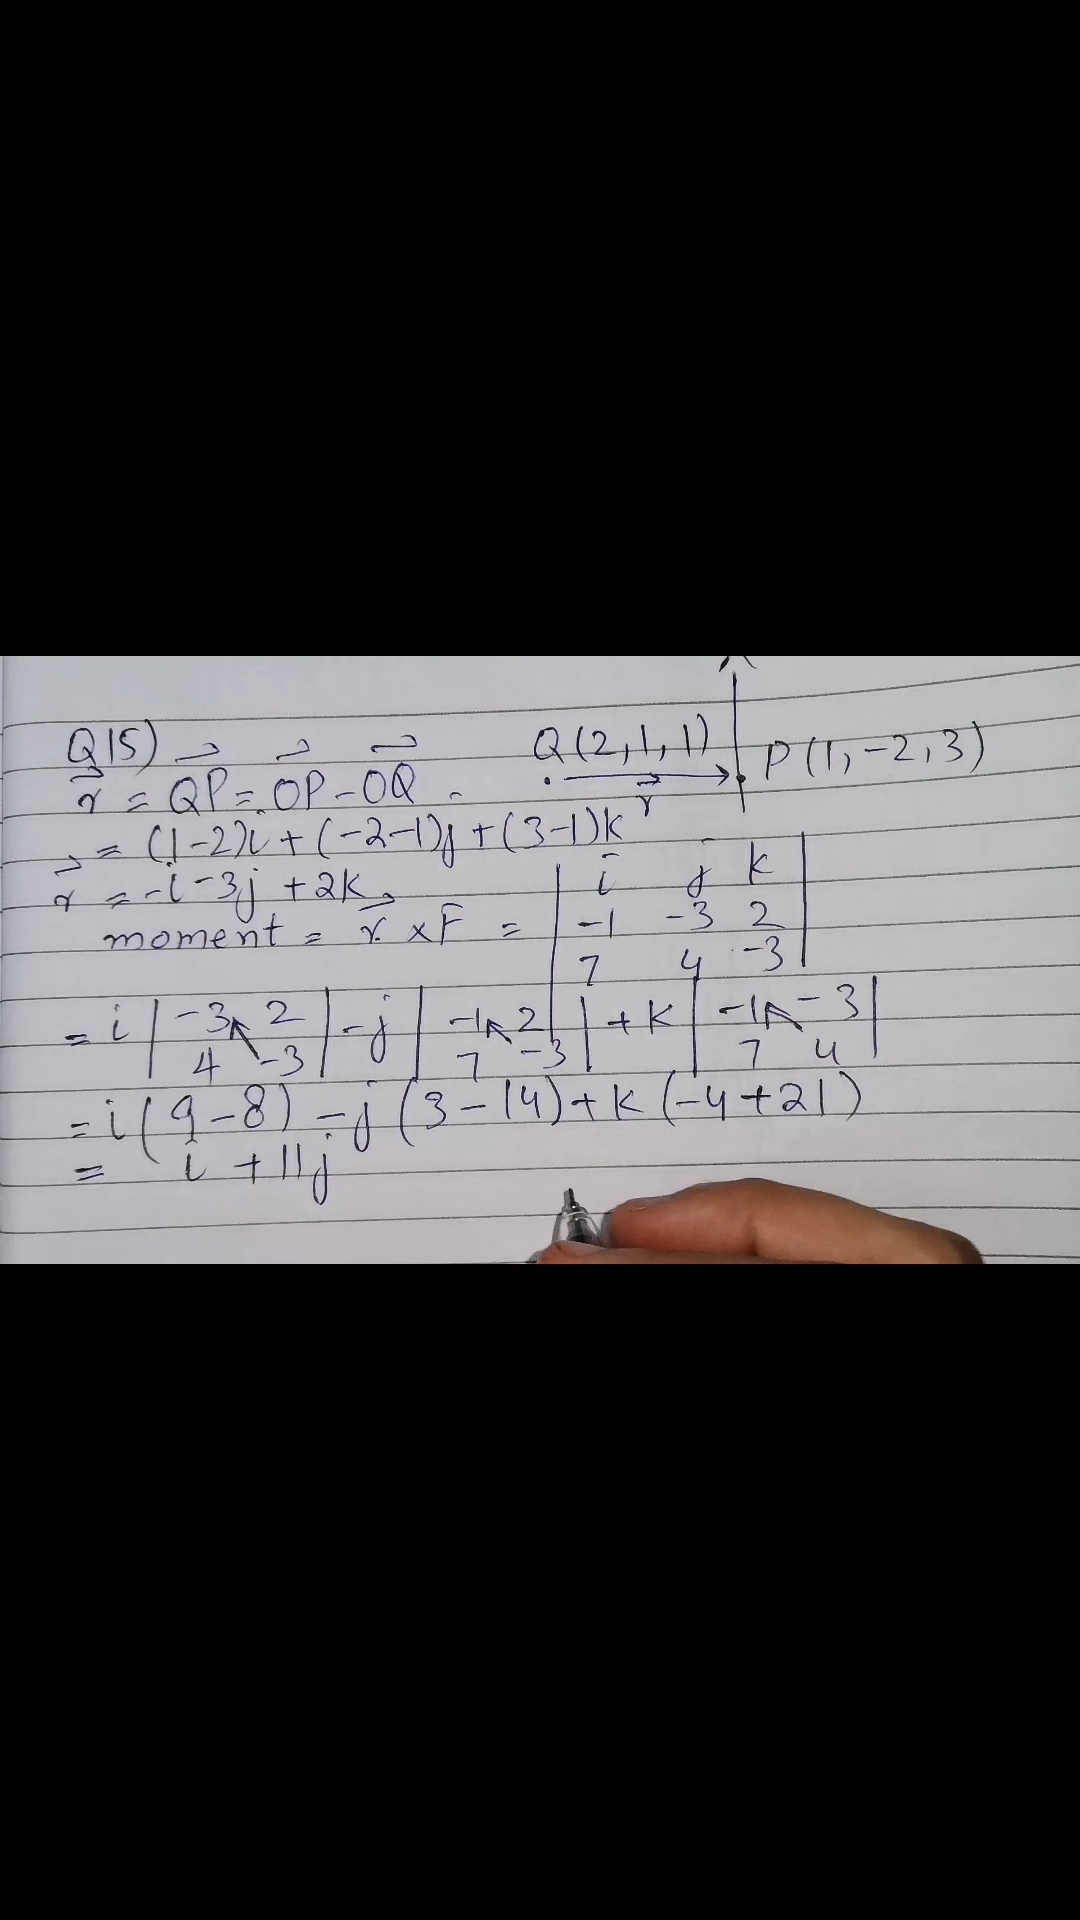 Q15)
Q(2,1,1)
P(1,-2,3)
r⃗ = QP⃗ = OP⃗ - OQ⃗
r⃗
= (1-2)i + (-2-1)j + (3-1)k
r⃗ = -i - 3j + 2k
moment = r⃗ × F =
| i j k |
| -1 -3 2 |
| 7 4 -3 |
= i | -3 2 | - j | -1 2 | + k | -1 -3 |
4 -3 7 -3 7 4
= i(9-8) - j(3-14) + k(-4+21)
= i + 11j